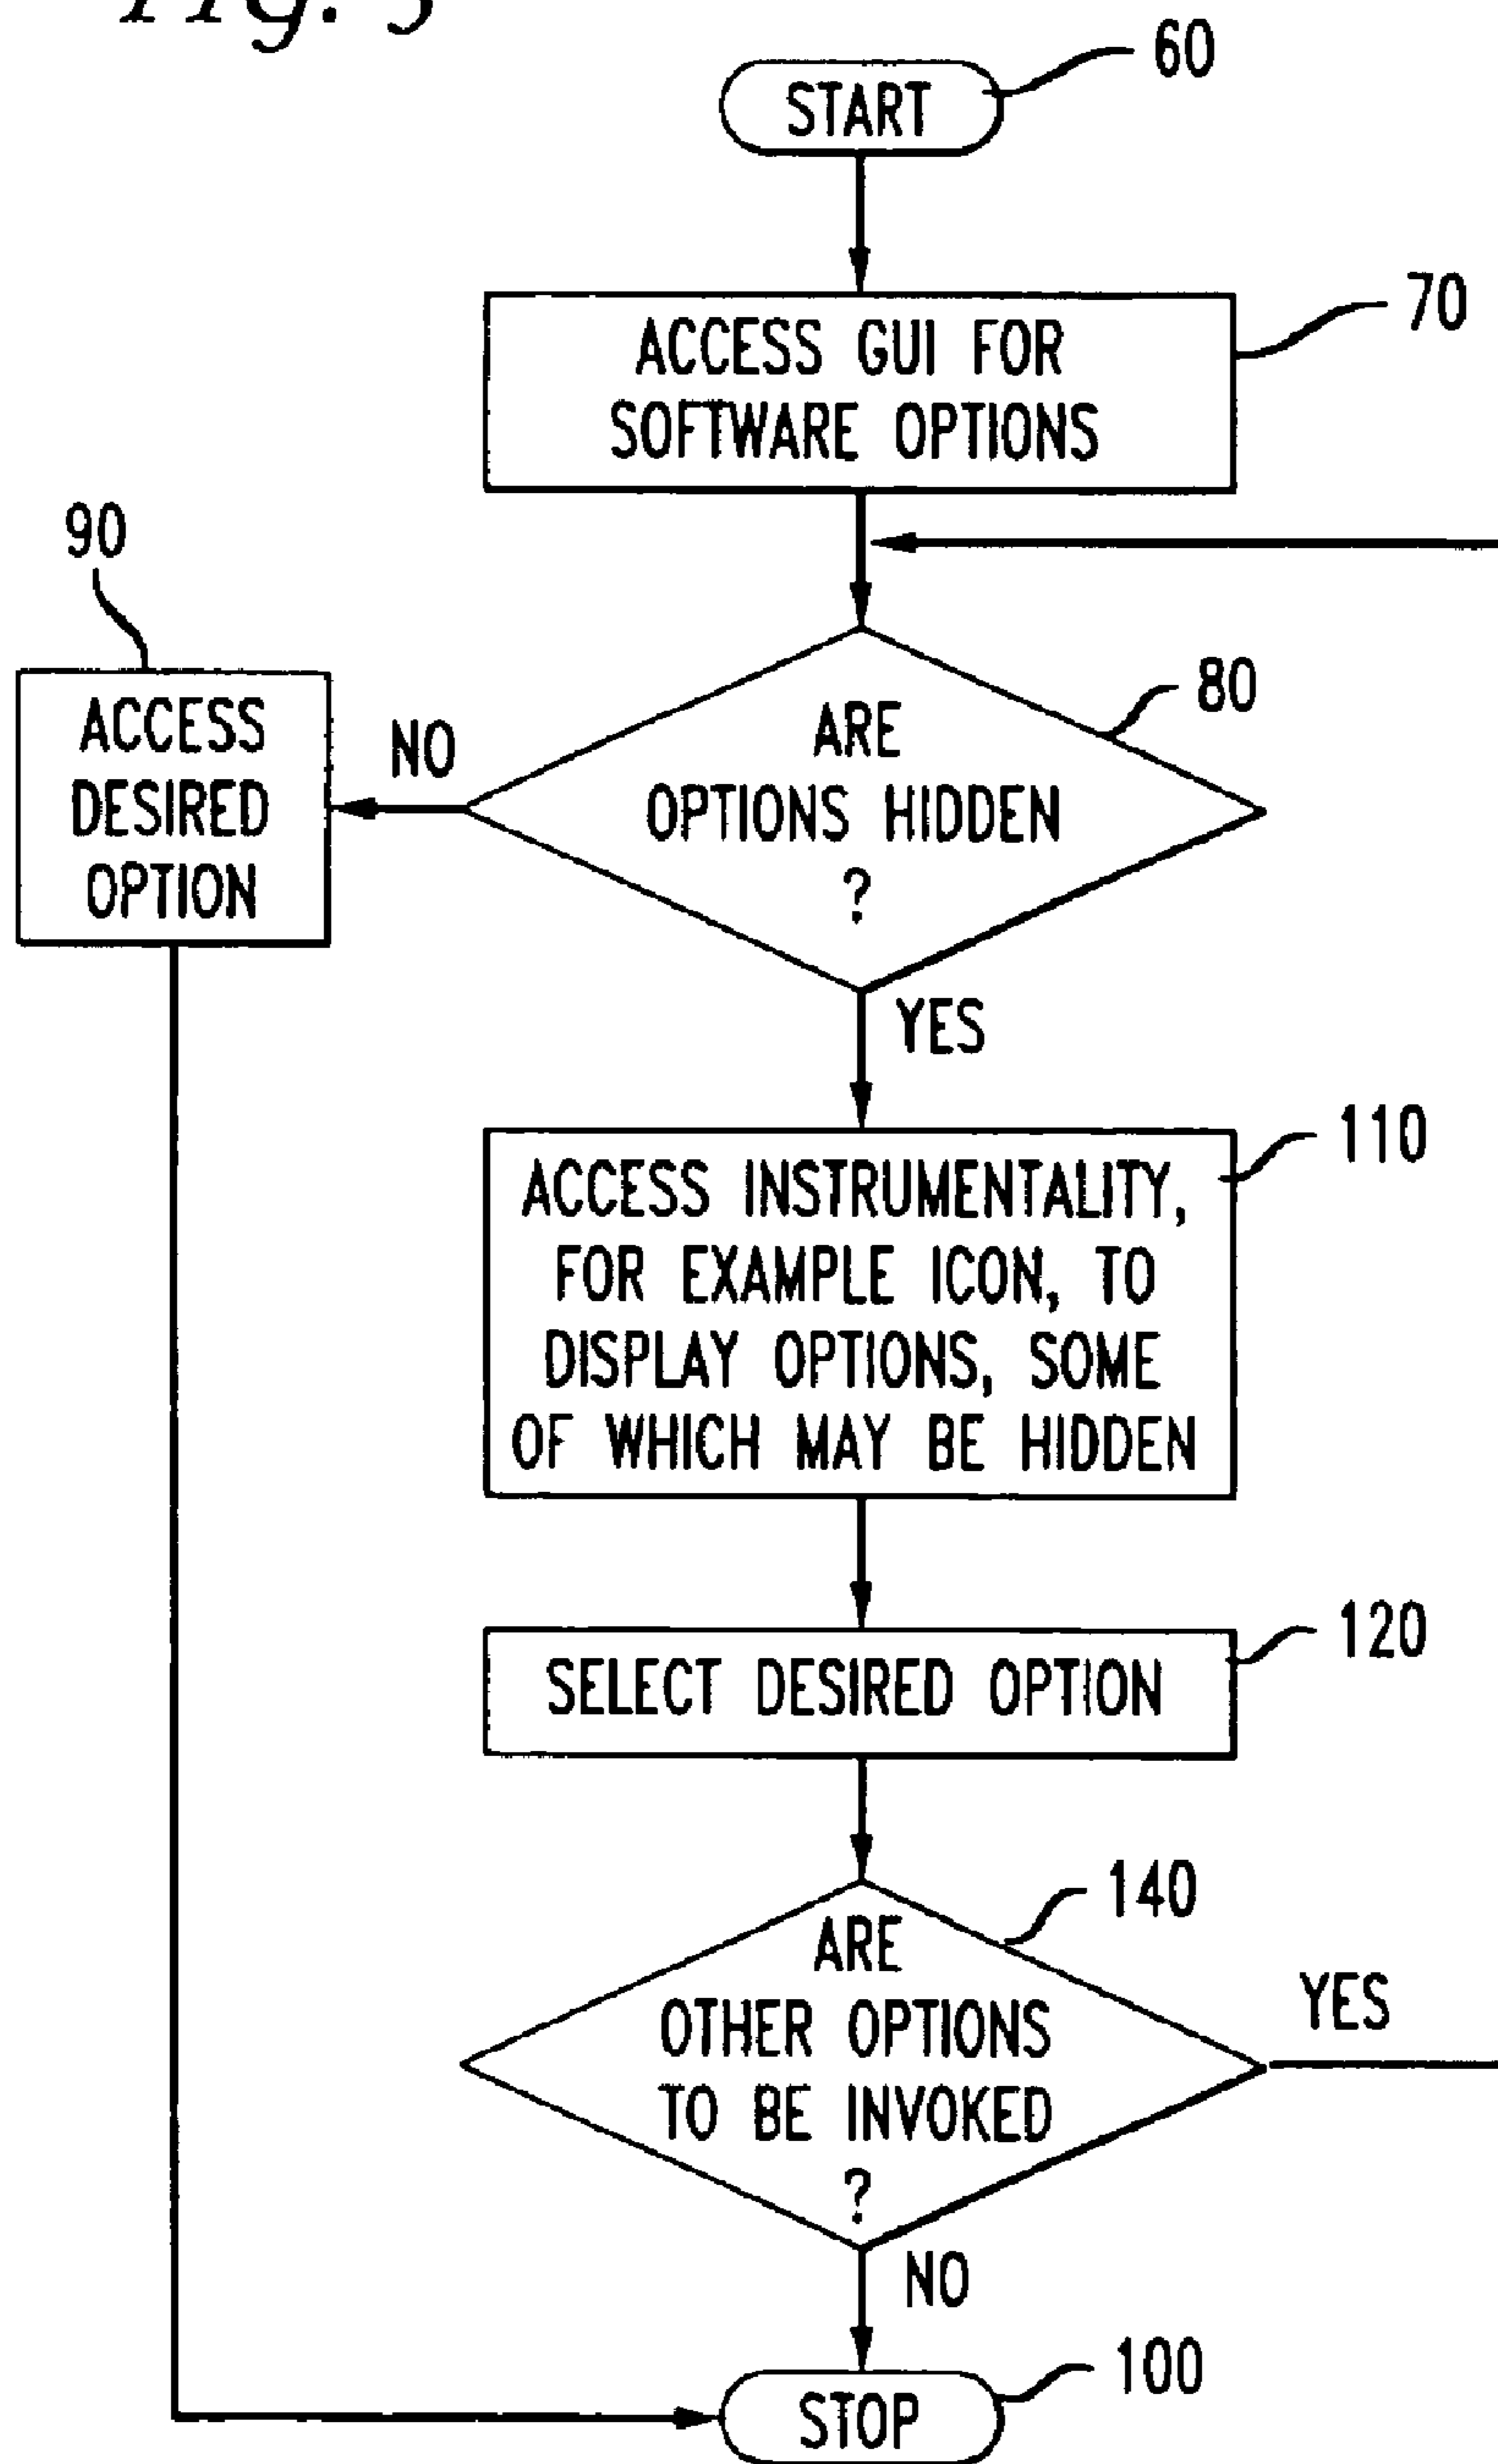 Fig. 3
60
START
70
ACCESS GUI FOR
SOFTWARE OPTIONS
90
80
ACCESS
DESIRED
OPTION
NO
ARE
OPTIONS HIDDEN
?
YES
110
ACCESS INSTRUMENTALITY,
FOR EXAMPLE ICON, TO
DISPLAY OPTIONS, SOME
OF WHICH MAY BE HIDDEN
120
SELECT DESIRED OPTION
140
ARE
OTHER OPTIONS
TO BE INVOKED
?
YES
NO
100
STOP